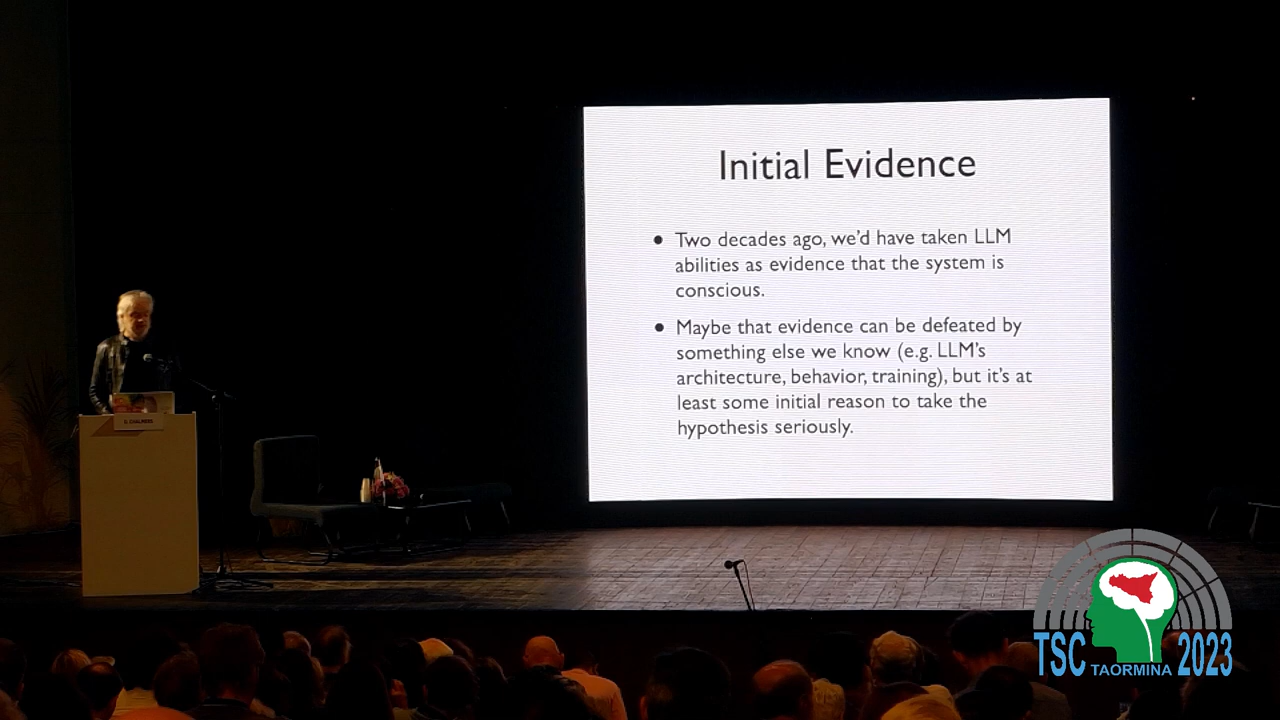 Initial Evidence
• Two decades ago, we'd have taken LLM
abilities as evidence that the system is
conscious.
• Maybe that evidence can be defeated by
something else we know (e.g. LLM's
architecture, behavior, training), but it's at
least some initial reason to take the
hypothesis seriously.
D. CHALMERS
TSC TAORMINA 2023